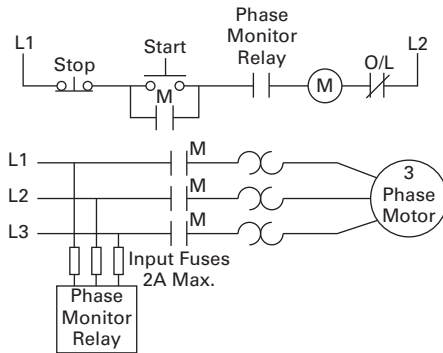 L1
Stop
Start
M
Phase
Monitor
Relay
M
O/L
L2
L1
M
L2
M
L3
M
3
Phase
Motor
Input Fuses
2A Max.
Phase
Monitor
Relay